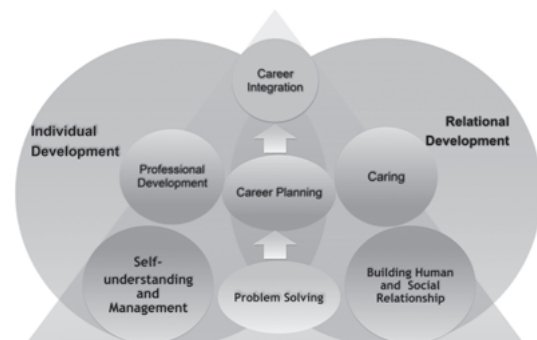 Career
Integration
Individual
Development
Relational
Development
Professional
Development
Career Planning
Caring
Self-
understanding
and
Management
Problem Solving
Building Human
and Social
Relationship